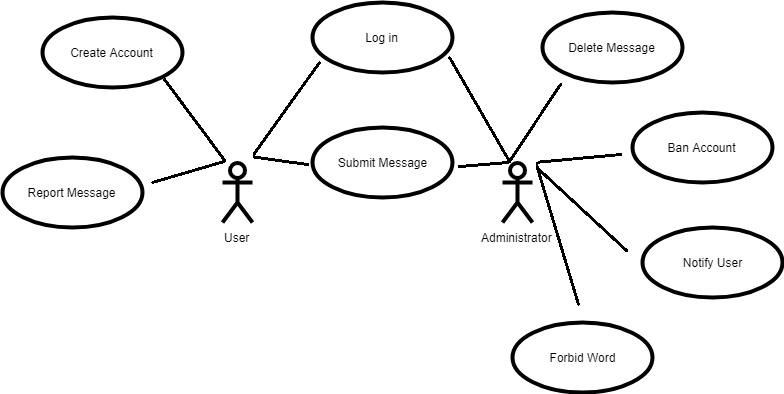 Log in
Create Account
Delete Message
Submit Message
Ban Account
Report Message
User
Administrator
Notify User
Forbid Word